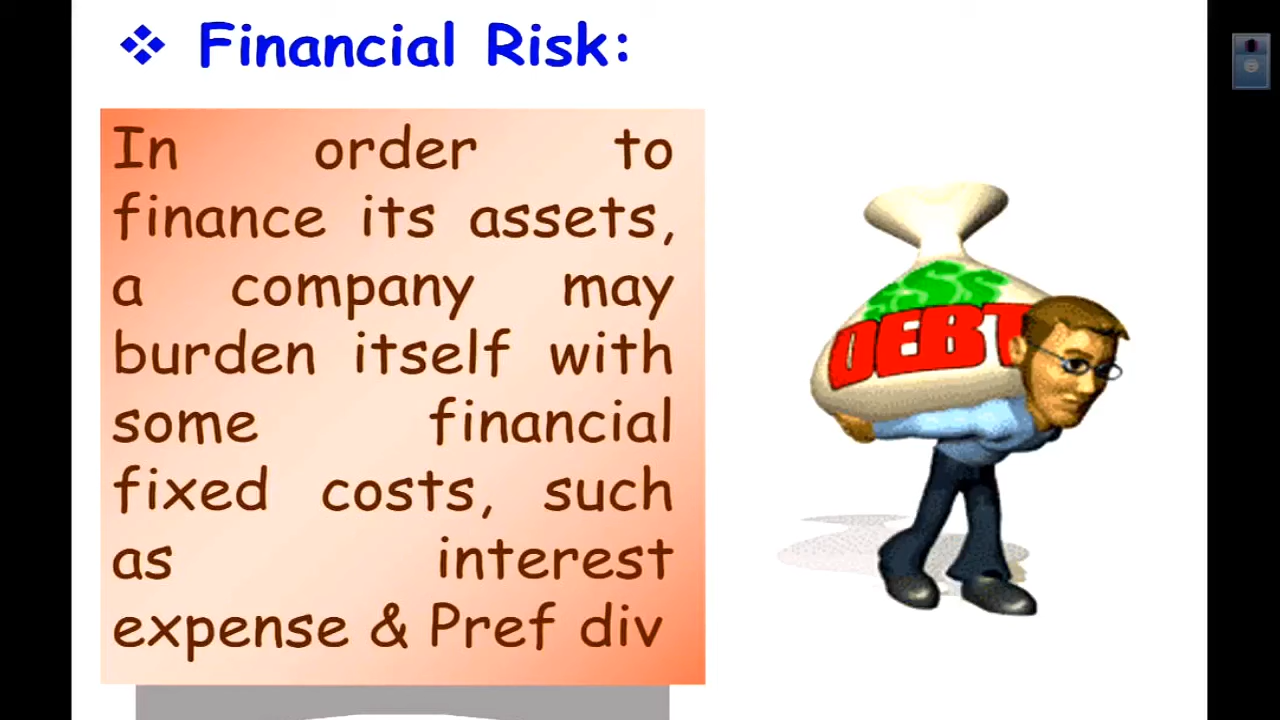 ❖ Financial Risk:
In order to
finance its assets,
a company may
burden itself with
some financial
fixed costs, such
as interest
expense & Pref div
$$$
DEBT